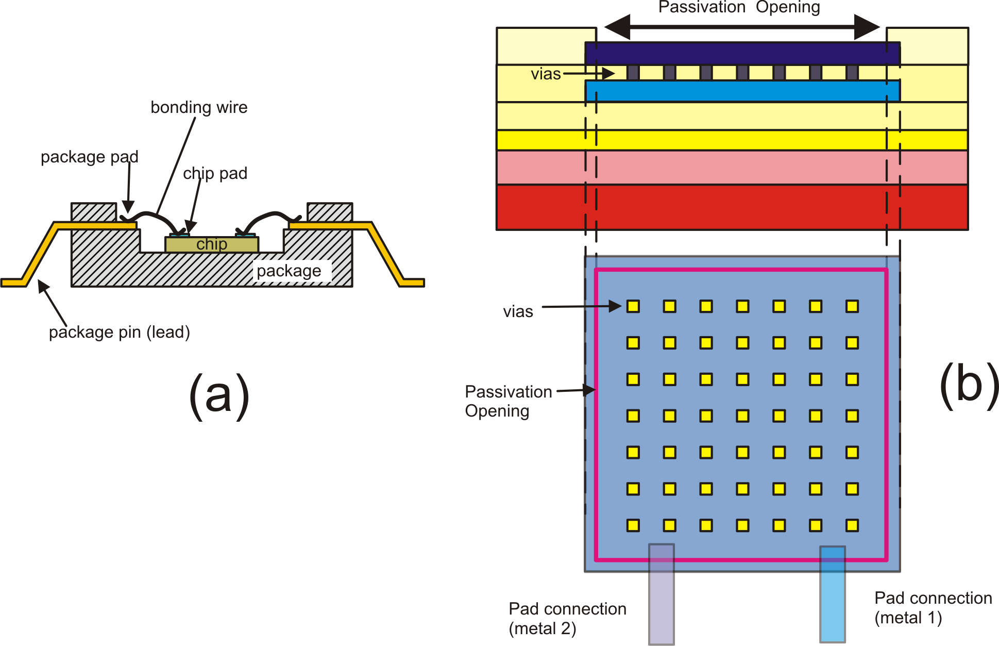 bonding wire
package pad
chip pad
chip
package
package pin (lead)
(a)
Passivation Opening
vias
vias
Passivation
Opening
(b)
Pad connection
(metal 2)
Pad connection
(metal 1)